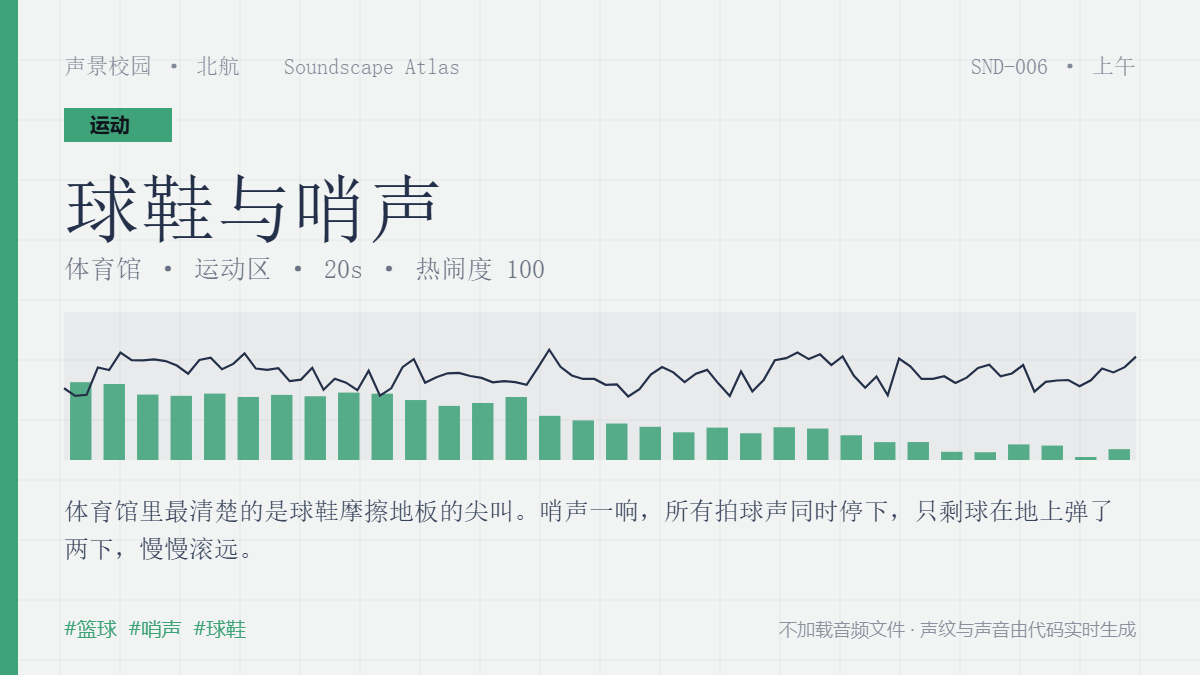 声景校园 • 北航 Soundscape Atlas
SND-006 • 上午
运动
球鞋与哨声
体育馆 • 运动区 • 20s • 热闹度 100
体育馆里最清楚的是球鞋摩擦地板的尖叫。哨声一响，所有拍球声同时停下，只剩球在地上弹了
两下，慢慢滚远。
#篮球 #哨声 #球鞋
不加载音频文件 · 声纹与声音由代码实时生成